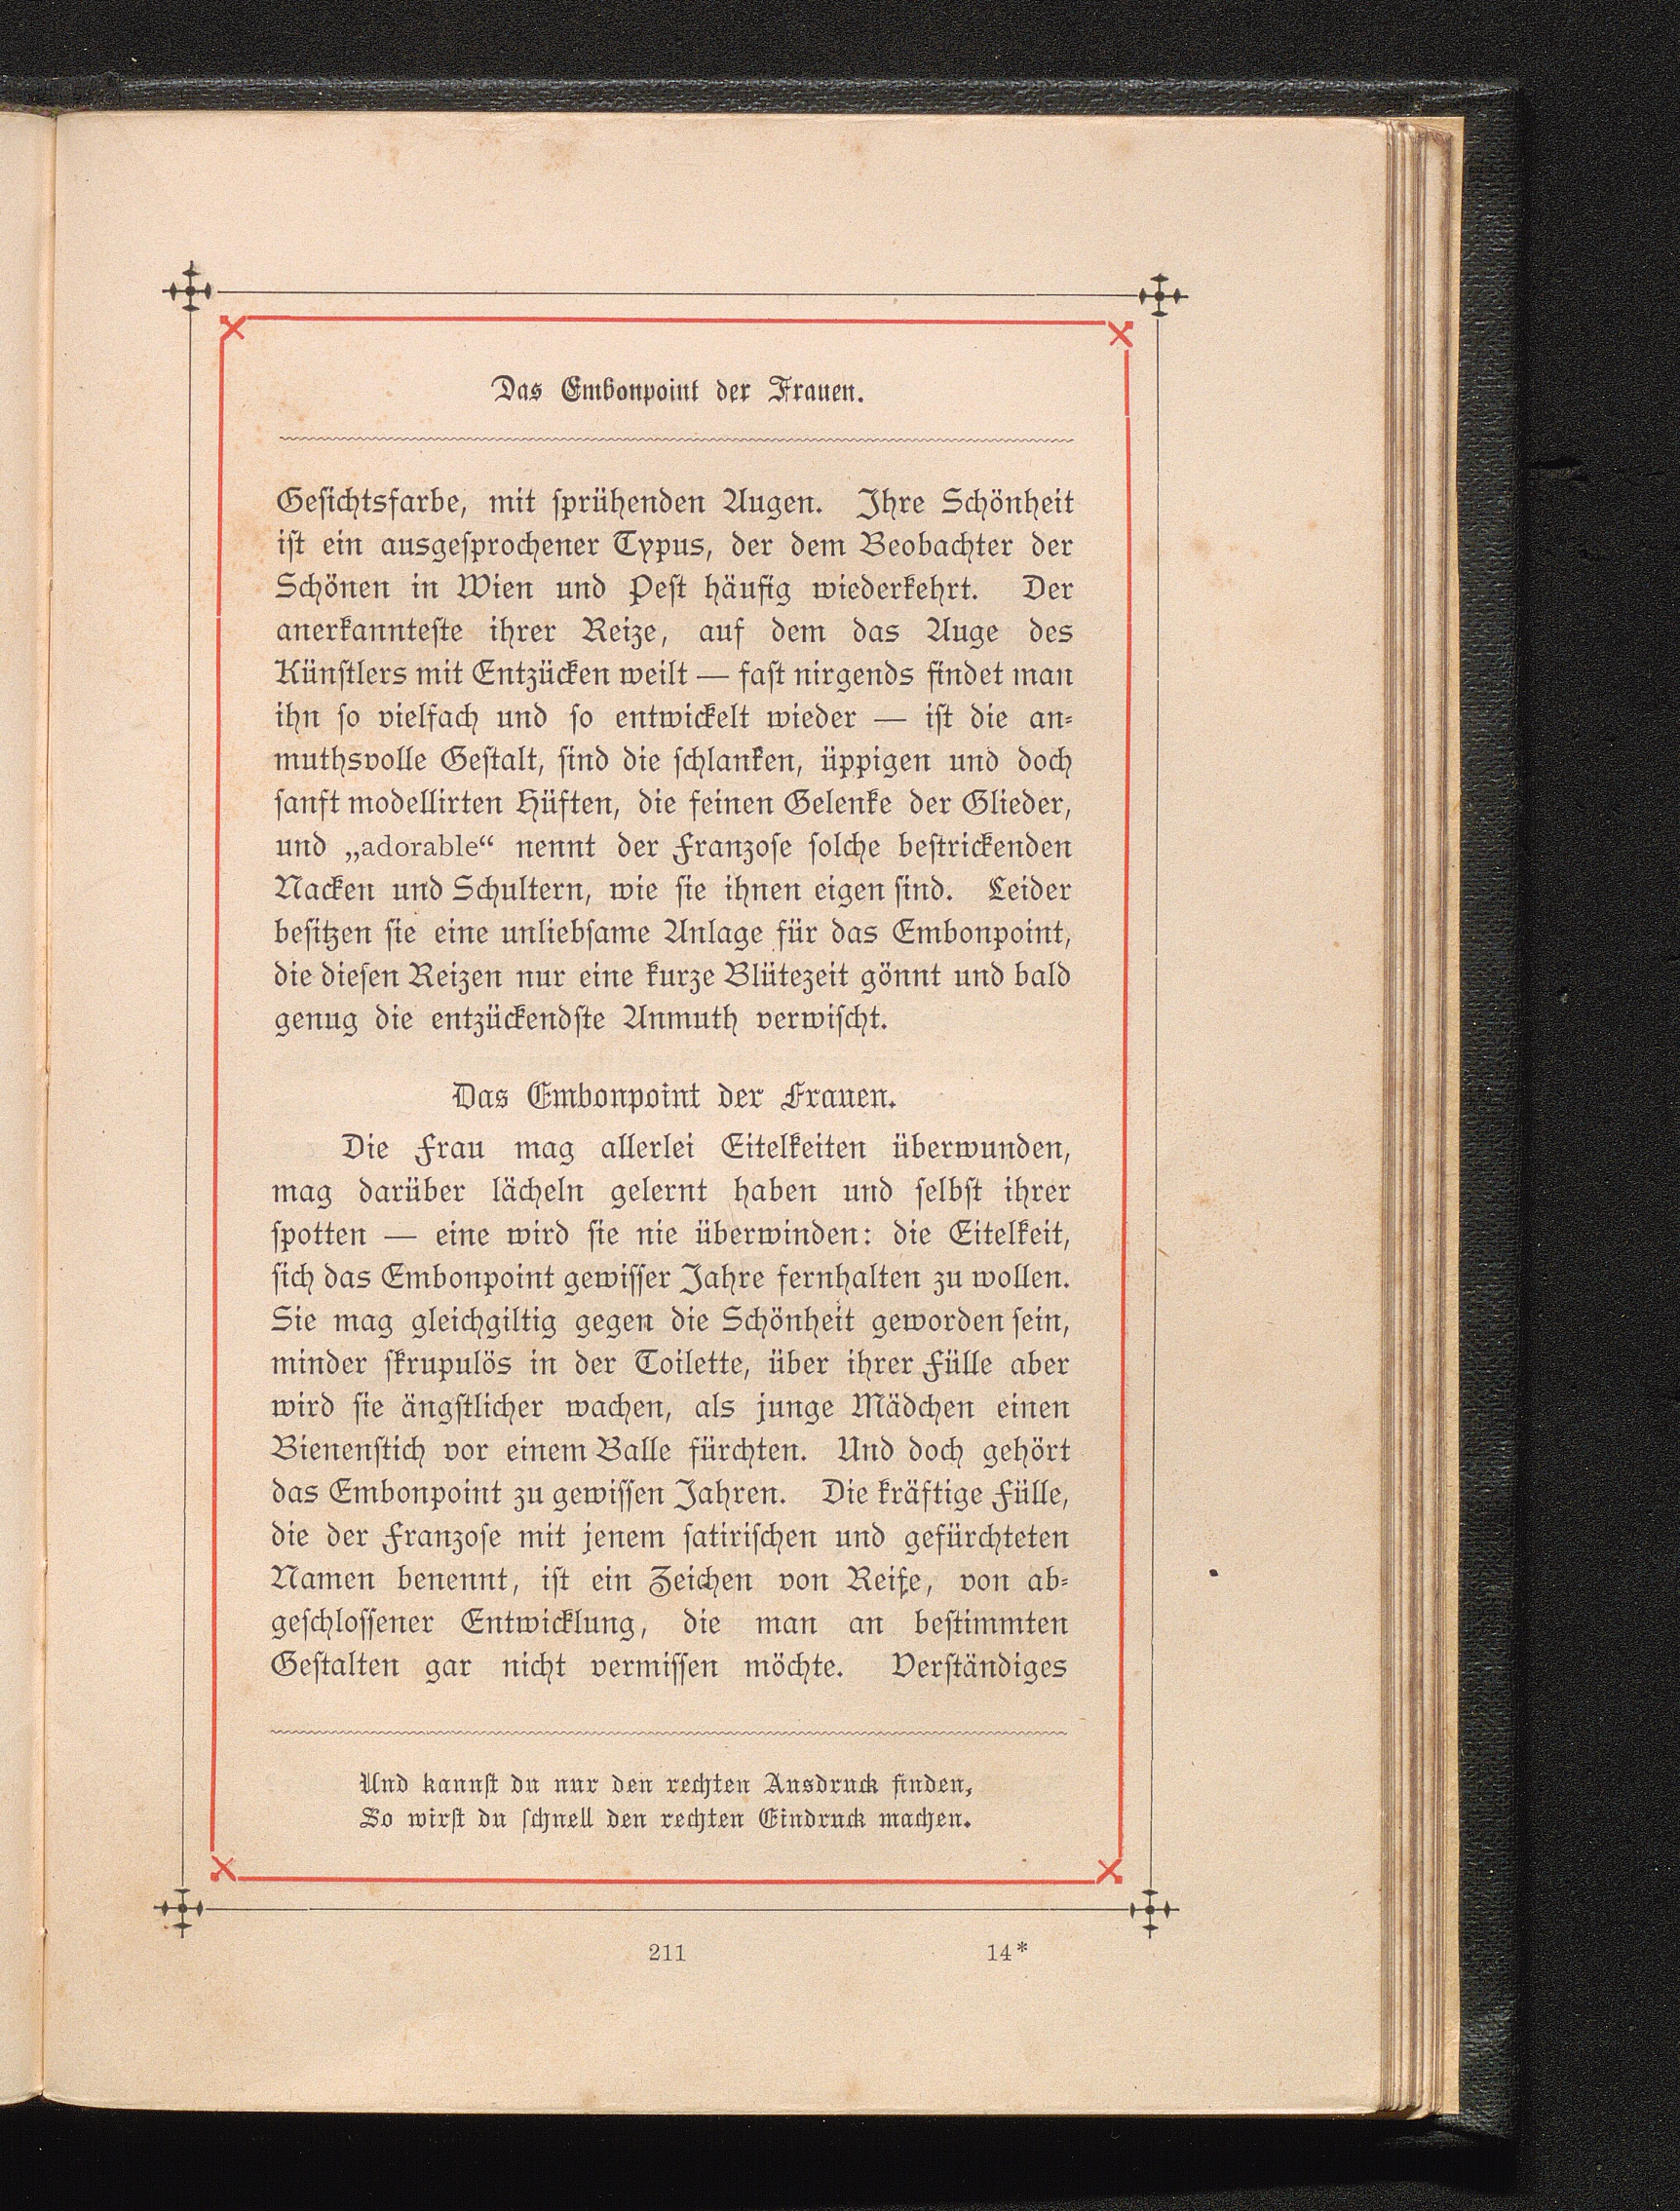 Das Embonpoint der Frauen.
Gesichtsfarbe, mit sprühenden Augen. Ihre Schönheit
ist ein ausgesprochener Typus, der dem Beobachter der
Schönen in Wien und Pest häufig wiederkehrt. Der
anerkannteste ihrer Reize, auf dem das Auge des
Künstlers mit Entzücken weilt — fast nirgends findet man
ihn so vielfach und so entwickelt wieder — ist die an-
muthsvolle Gestalt, sind die schlanken, üppigen und doch
sanft modellirten Hüften, die feinen Gelenke der Glieder,
und „adorable“ nennt der Franzose solche bestrickenden
Nacken und Schultern, wie sie ihnen eigen sind. Leider
besitzen sie eine unliebsame Anlage für das Embonpoint,
die diesen Reizen nur eine kurze Blütezeit gönnt und bald
genug die entzückendste Anmuth verwischt.
Das Embonpoint der Frauen.
Die Frau mag allerlei Eitelkeiten überwunden,
mag darüber lächeln gelernt haben und selbst ihrer
spotten — eine wird sie nie überwinden: die Eitelkeit,
sich das Embonpoint gewisser Jahre fernhalten zu wollen.
Sie mag gleichgiltig gegen die Schönheit geworden sein,
minder skrupulös in der Toilette, über ihrer Fülle aber
wird sie ängstlicher wachen, als junge Mädchen einen
Bienenstich vor einem Balle fürchten. Und doch gehört
das Embonpoint zu gewissen Jahren. Die kräftige Fülle,
die der Franzose mit jenem satirischen und gefürchteten
Namen benennt, ist ein Zeichen von Reife, von ab-
geschlossener Entwicklung, die man an bestimmten
Gestalten gar nicht vermissen möchte. Verständiges
Und kannst du nur den rechten Ausdruck finden,
So wirst du schnell den rechten Eindruck machen.
211 14*